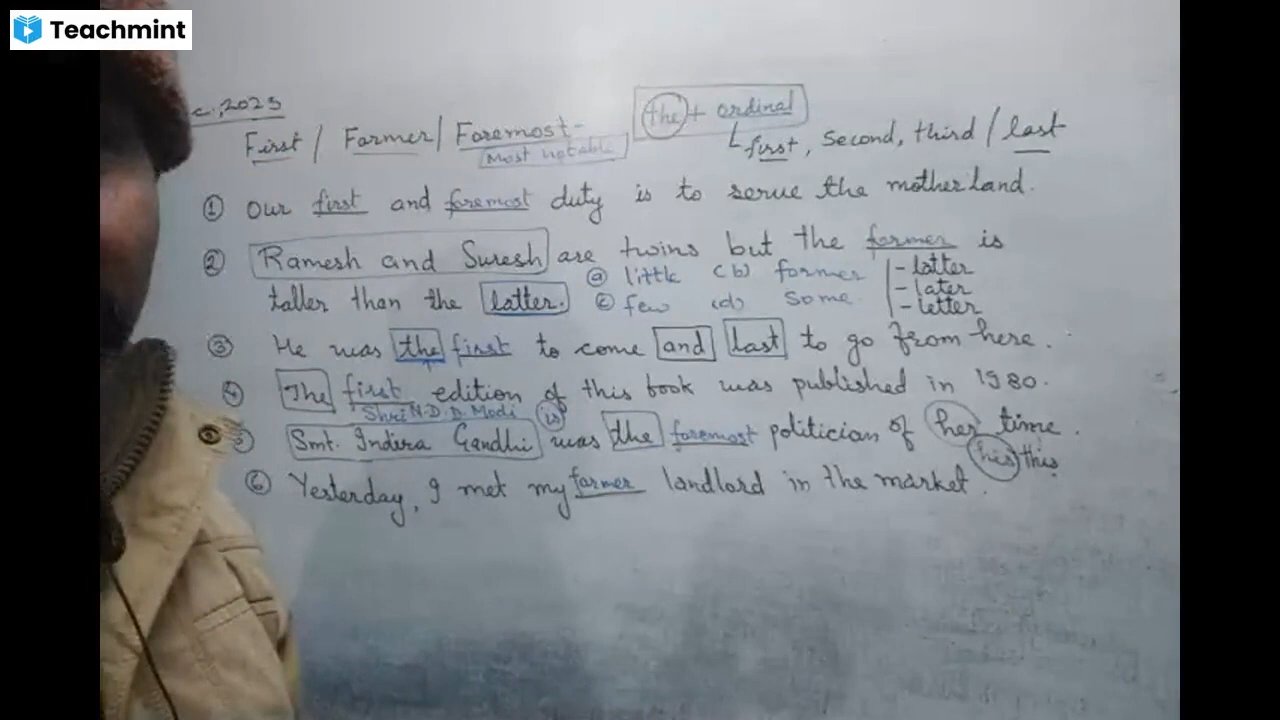 Teachmint
c., 2023
the + ordinal
First / Former / Foremost-
Most notable
first, second, third / last
① Our first and foremost duty is to serve the motherland.
② Ramesh and Suresh are twins but the former is
ⓐ little (b) former
- latter
- later
- letter
taller than the latter. ⓒ few (d) some
③ He was the first to come and last to go from here.
④ The first edition of this book was published in 1980.
Shri N.D.D. Modi is
⑤ Smt. Indira Gandhi was the foremost politician of her time.
his this
⑥ Yesterday, I met my former landlord in the market.